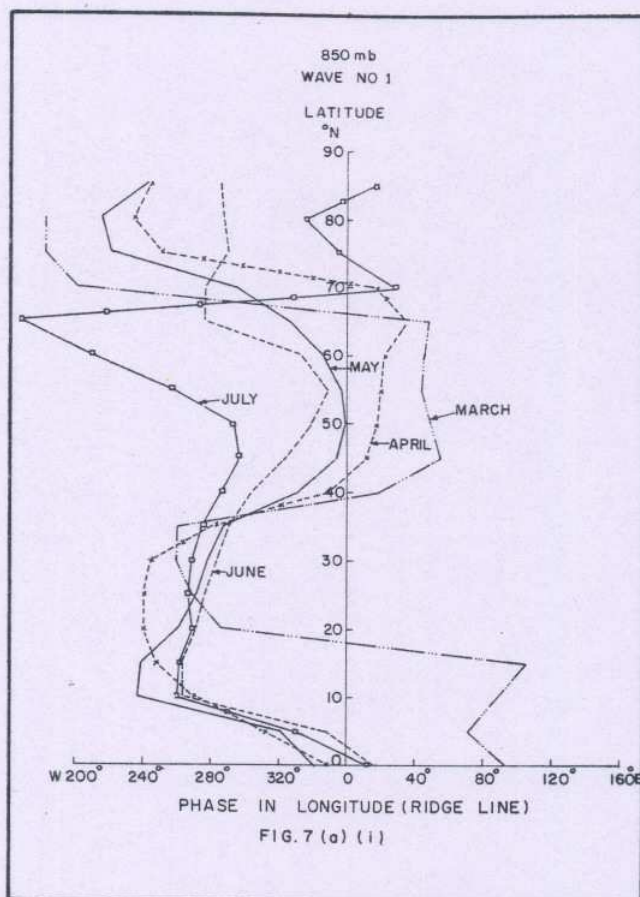 850 mb
WAVE NO 1
LATITUDE
°N
90
80
70
60
MAY
JULY
50
MARCH
APRIL
40
30
JUNE
20
10
0
W 200° 240° 280° 320° 0 40° 80° 120° 160°E
PHASE IN LONGITUDE (RIDGE LINE)
FIG. 7 (a) (i)